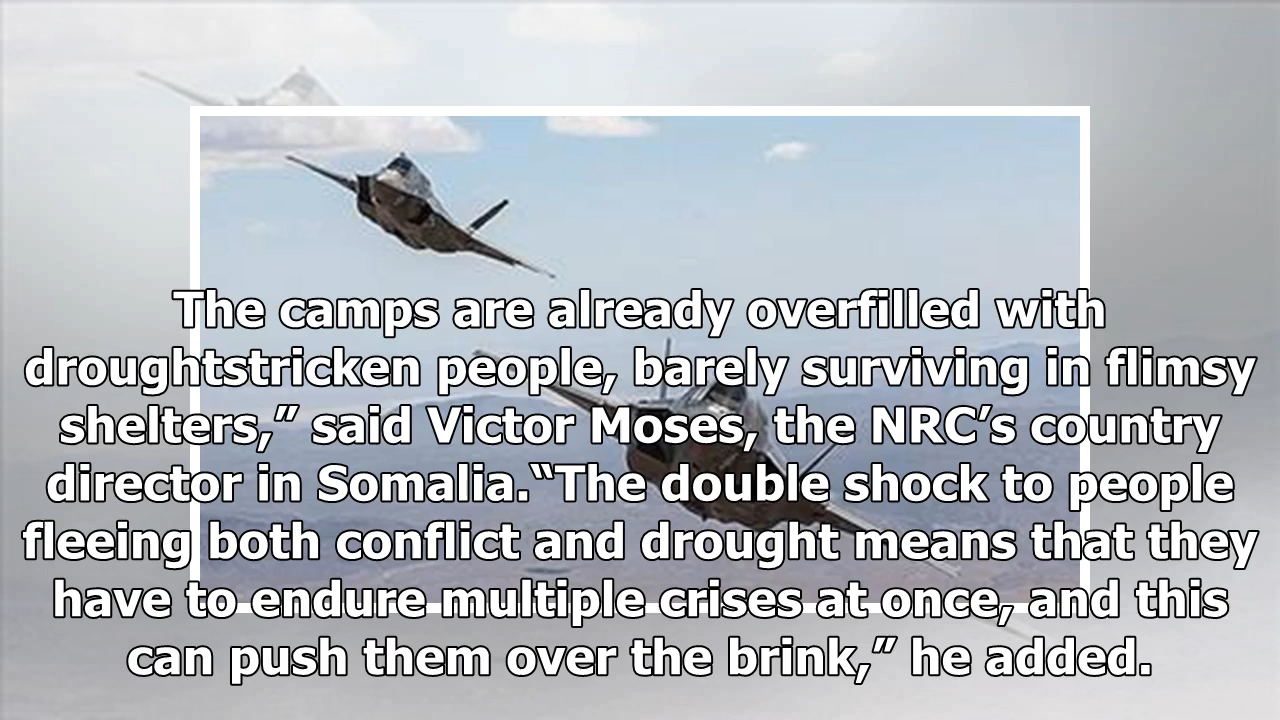 The camps are already overfilled with
droughtstricken people, barely surviving in flimsy
shelters,” said Victor Moses, the NRC’s country
director in Somalia.“The double shock to people
fleeing both conflict and drought means that they
have to endure multiple crises at once, and this
can push them over the brink,” he added.